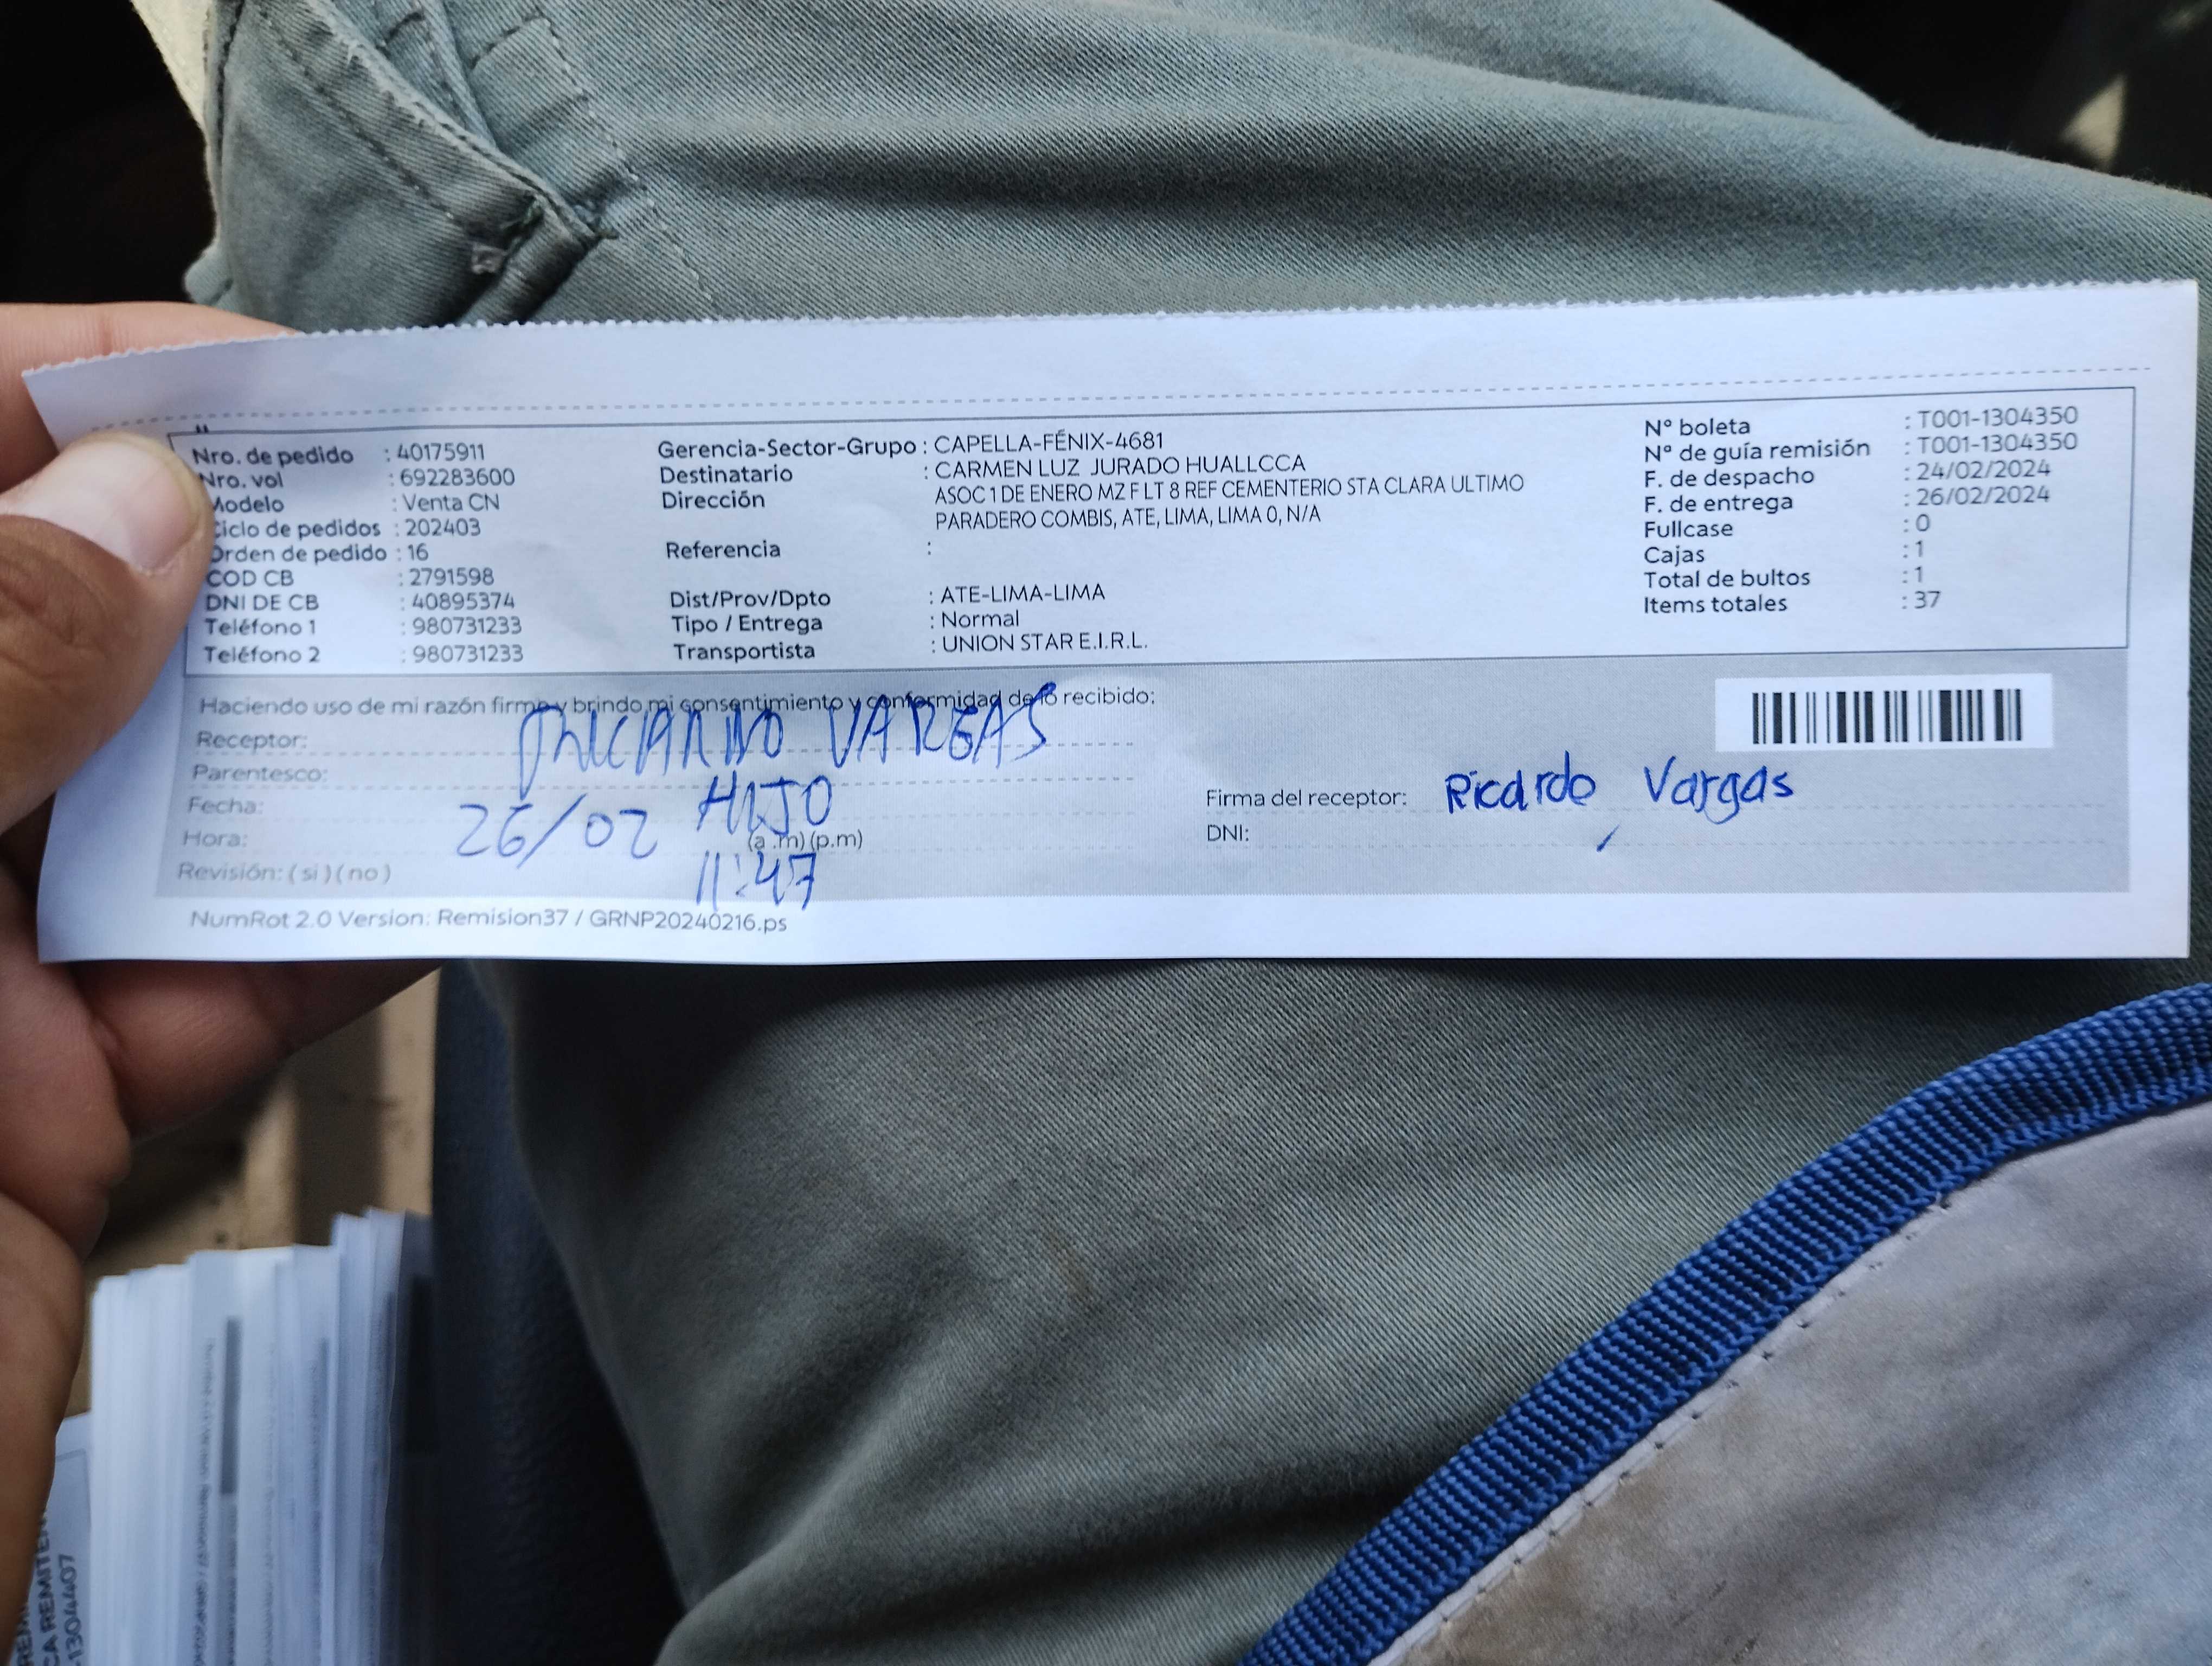 Nro. de pedido : 40175911
Nro. vol : 692283600
Modelo : Venta CN
Ciclo de pedidos : 202403
Orden de pedido : 16
COD CB : 2791598
DNI DE CB : 40895374
Teléfono 1 : 980731233
Teléfono 2 : 980731233
Gerencia-Sector-Grupo : CAPELLA-FÉNIX-4681
Destinatario : CARMEN LUZ JURADO HUALLCCA
Dirección ASOC 1 DE ENERO MZ F LT 8 REF CEMENTERIO STA CLARA ULTIMO
PARADERO COMBIS, ATE, LIMA, LIMA 0, N/A
Referencia :
Dist/Prov/Dpto : ATE-LIMA-LIMA
Tipo / Entrega : Normal
Transportista : UNION STAR E.I.R.L.
N° boleta : T001-1304350
N° de guía remisión : T001-1304350
F. de despacho : 24/02/2024
F. de entrega : 26/02/2024
Fullcase : 0
Cajas : 1
Total de bultos : 1
Items totales : 37
Haciendo uso de mi razón firmo y brindo mi consentimiento y conformidad de lo recibido:
Receptor: VARGAS
Parentesco: HIJO
Fecha: 26/02
Hora: (a .m) (p.m) 11:47
Revisión: ( si ) ( no )
Firma del receptor: Ricardo Vargas
DNI:
NumRot 2.0 Version: Remision37 / GRNP20240216.ps
CA REMITEN
-1304407